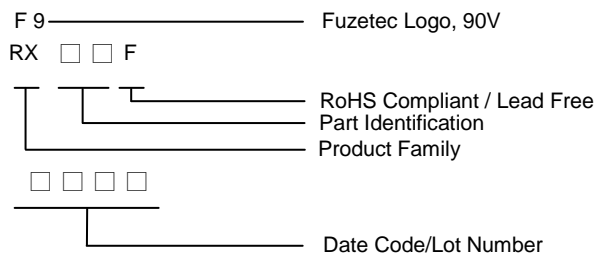 F 9 Fuzetec Logo, 90V
RX □ □ F
RoHS Compliant / Lead Free
Part Identification
Product Family
□ □ □ □
Date Code/Lot Number